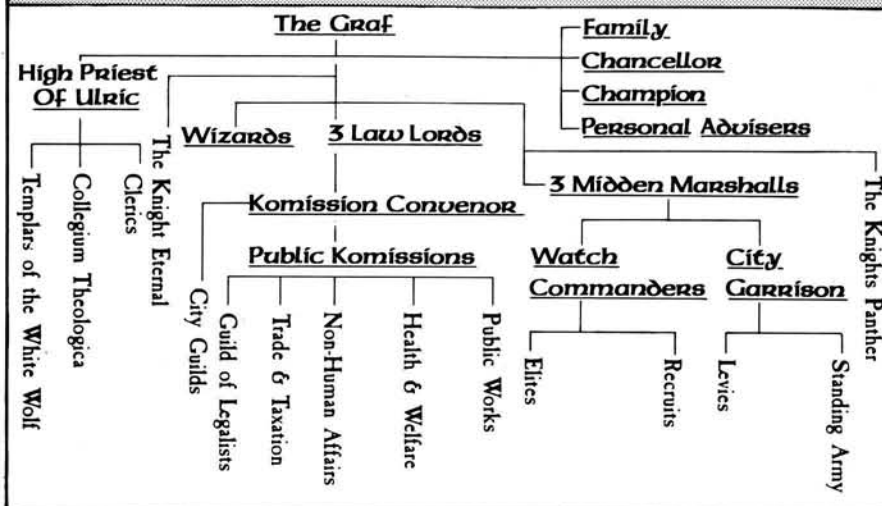 The Graf
Family
Chancellor
Champion
Personal Advisers
High Priest
Of Ulric
Templars of the White Wolf
Collegium Theologica
Clerics
The Knight Eternal
Wizards
3 Law Lords
Komission Convenor
City Guilds
Public Komissions
Guild of Legalists
Trade & Taxation
Non-Human Affairs
Health & Welfare
Public Works
3 Midden Marshalls
Watch
Commanders
Elites
Recruits
City
Garrison
Levies
Standing Army
The Knights Panther